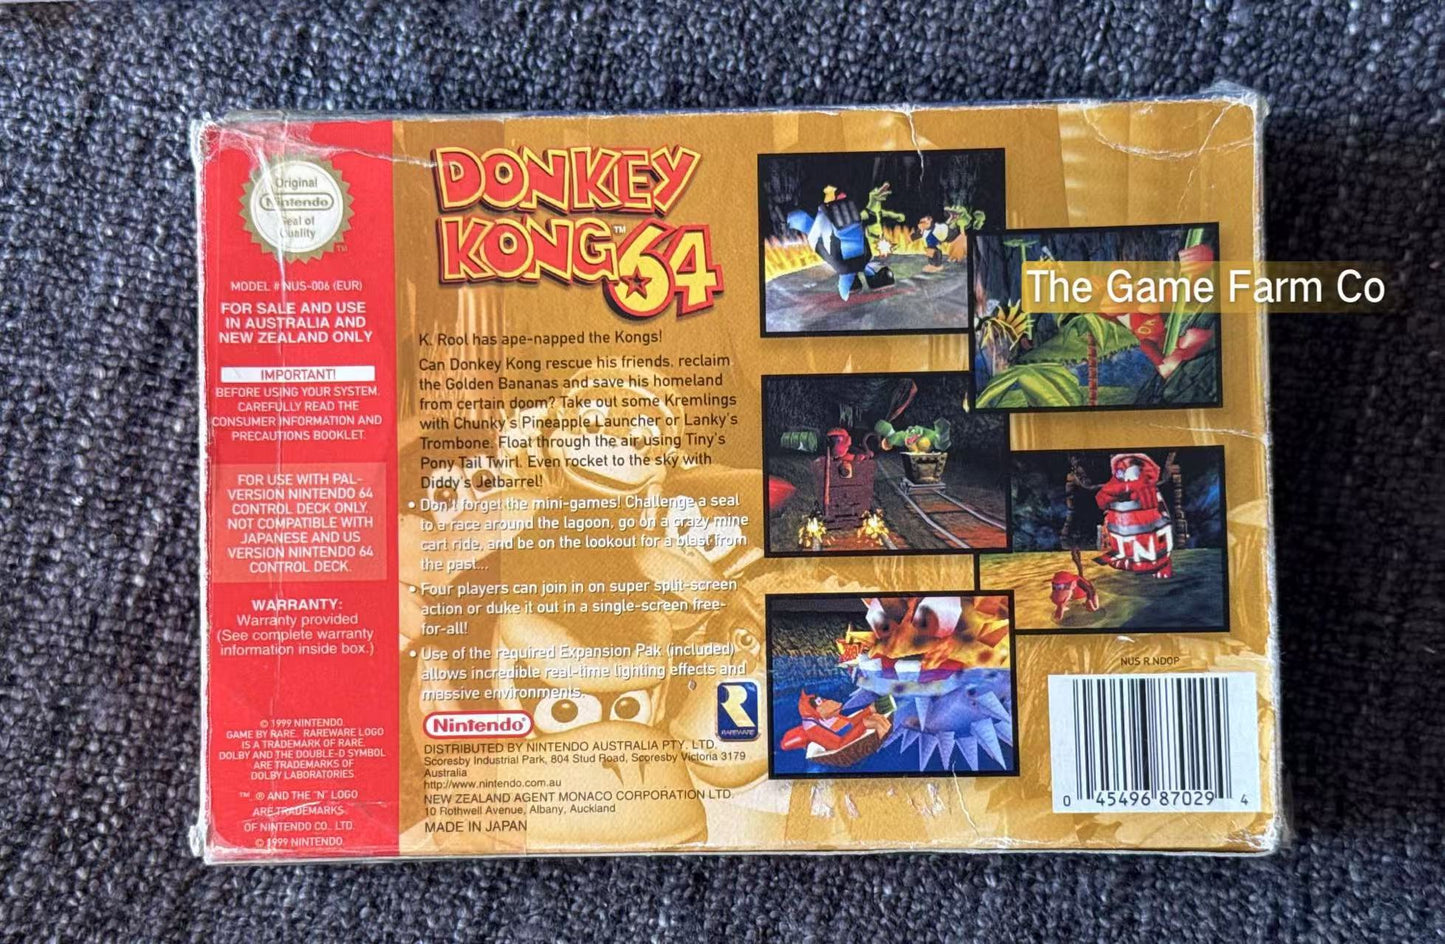 Original
Nintendo
Seal of
Quality
TM
MODEL # NUS-006 (EUR)
FOR SALE AND USE
IN AUSTRALIA AND
NEW ZEALAND ONLY
IMPORTANT!
BEFORE USING YOUR SYSTEM,
CAREFULLY READ THE
CONSUMER INFORMATION AND
PRECAUTIONS BOOKLET.
FOR USE WITH PAL-
VERSION NINTENDO 64
CONTROL DECK ONLY.
NOT COMPATIBLE WITH
JAPANESE AND US
VERSION NINTENDO 64
CONTROL DECK.
WARRANTY:
Warranty provided
(See complete warranty
information inside box.)
© 1999 NINTENDO.
GAME BY RARE. RAREWARE LOGO
IS A TRADEMARK OF RARE.
DOLBY AND THE DOUBLE-D SYMBOL
ARE TRADEMARKS OF
DOLBY LABORATORIES.
TM, ® AND THE "N" LOGO
ARE TRADEMARKS
OF NINTENDO CO., LTD.
© 1999 NINTENDO.
DONKEY
KONG 64
TM
K. Rool has ape-napped the Kongs!
Can Donkey Kong rescue his friends, reclaim
the Golden Bananas and save his homeland
from certain doom? Take out some Kremlings
with Chunky's Pineapple Launcher or Lanky's
Trombone. Float through the air using Tiny's
Pony Tail Twirl. Even rocket to the sky with
Diddy's Jetbarrel!
• Don't forget the mini-games! Challenge a seal
to a race around the lagoon, go on a crazy mine
cart ride, and be on the lookout for a blast from
the past...
• Four players can join in on super split-screen
action or duke it out in a single-screen free-
for-all!
• Use of the required Expansion Pak (included)
allows incredible real-time lighting effects and
massive environments.
Nintendo®
RAREWARE
DISTRIBUTED BY NINTENDO AUSTRALIA PTY. LTD.
Scoresby Industrial Park, 804 Stud Road, Scoresby Victoria 3179
Australia
http://www.nintendo.com.au
NEW ZEALAND AGENT MONACO CORPORATION LTD.
10 Rothwell Avenue, Albany, Auckland
MADE IN JAPAN
The Game Farm Co
TNT
NUS R NDOP
0 45496 87029 4